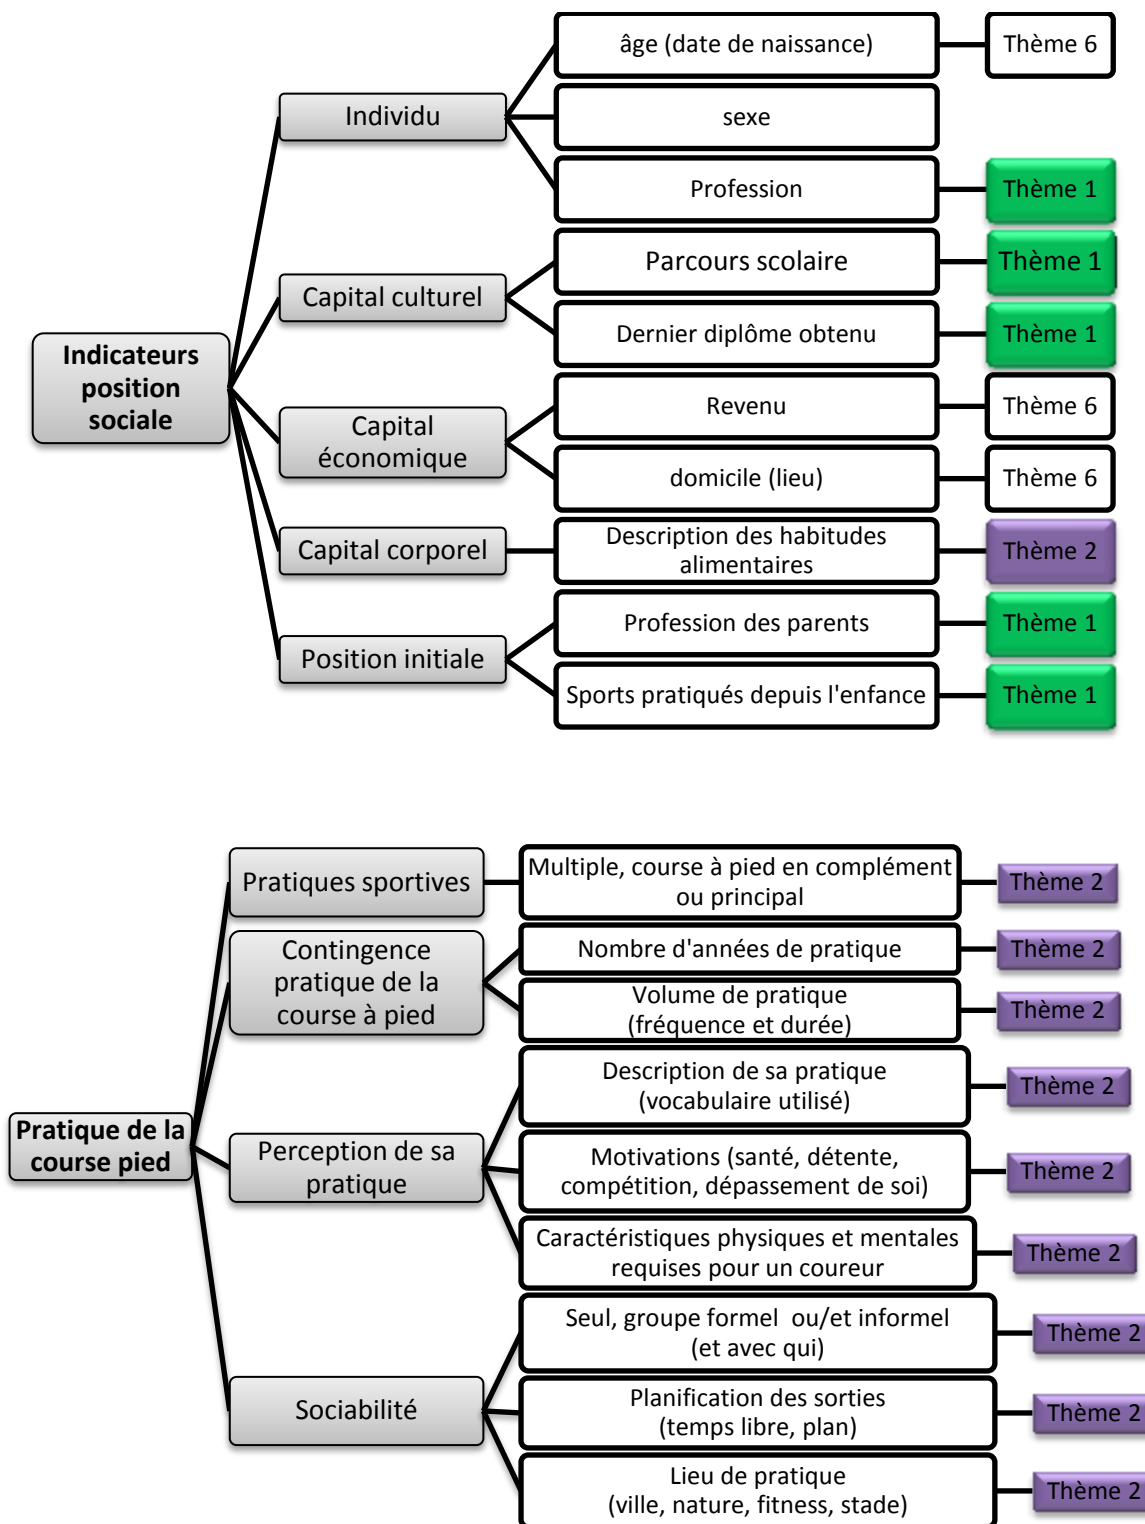 âge (date de naissance)
Thème 6
Individu
sexe
Profession
Thème 1
Parcours scolaire
Thème 1
Capital culturel
Dernier diplôme obtenu
Thème 1
Indicateurs
position
sociale
Revenu
Thème 6
Capital
économique
domicile (lieu)
Thème 6
Capital corporel
Description des habitudes
alimentaires
Thème 2
Profession des parents
Thème 1
Position initiale
Sports pratiqués depuis l'enfance
Thème 1
Pratiques sportives
Multiple, course à pied en complément
ou principal
Thème 2
Contingence
pratique de la
course à pied
Nombre d'années de pratique
Thème 2
Volume de pratique
(fréquence et durée)
Thème 2
Description de sa pratique
(vocabulaire utilisé)
Thème 2
Pratique de la
course pied
Perception de sa
pratique
Motivations (santé, détente,
compétition, dépassement de soi)
Thème 2
Caractéristiques physiques et mentales
requises pour un coureur
Thème 2
Seul, groupe formel  ou/et informel
(et avec qui)
Thème 2
Sociabilité
Planification des sorties
(temps libre, plan)
Thème 2
Lieu de pratique
(ville, nature, fitness, stade)
Thème 2